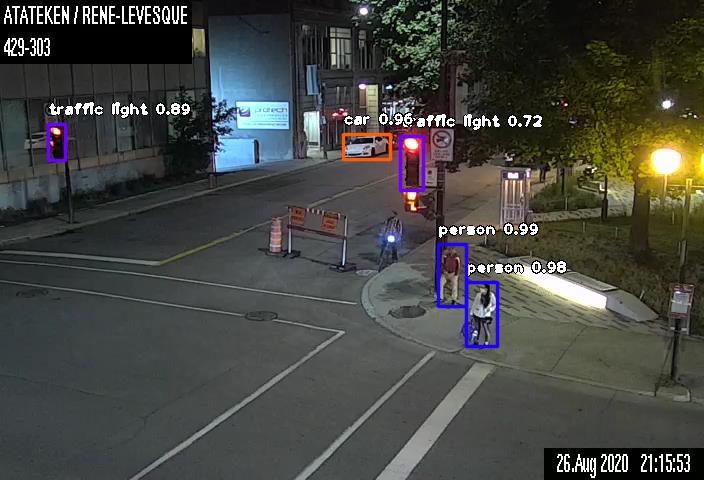 ATATEKEN / RENE-LEVESQUE
429-303
traffic light 0.89
car 0.96
affic light 0.72
person 0.99
person 0.98
26.Aug 2020 21:15:53